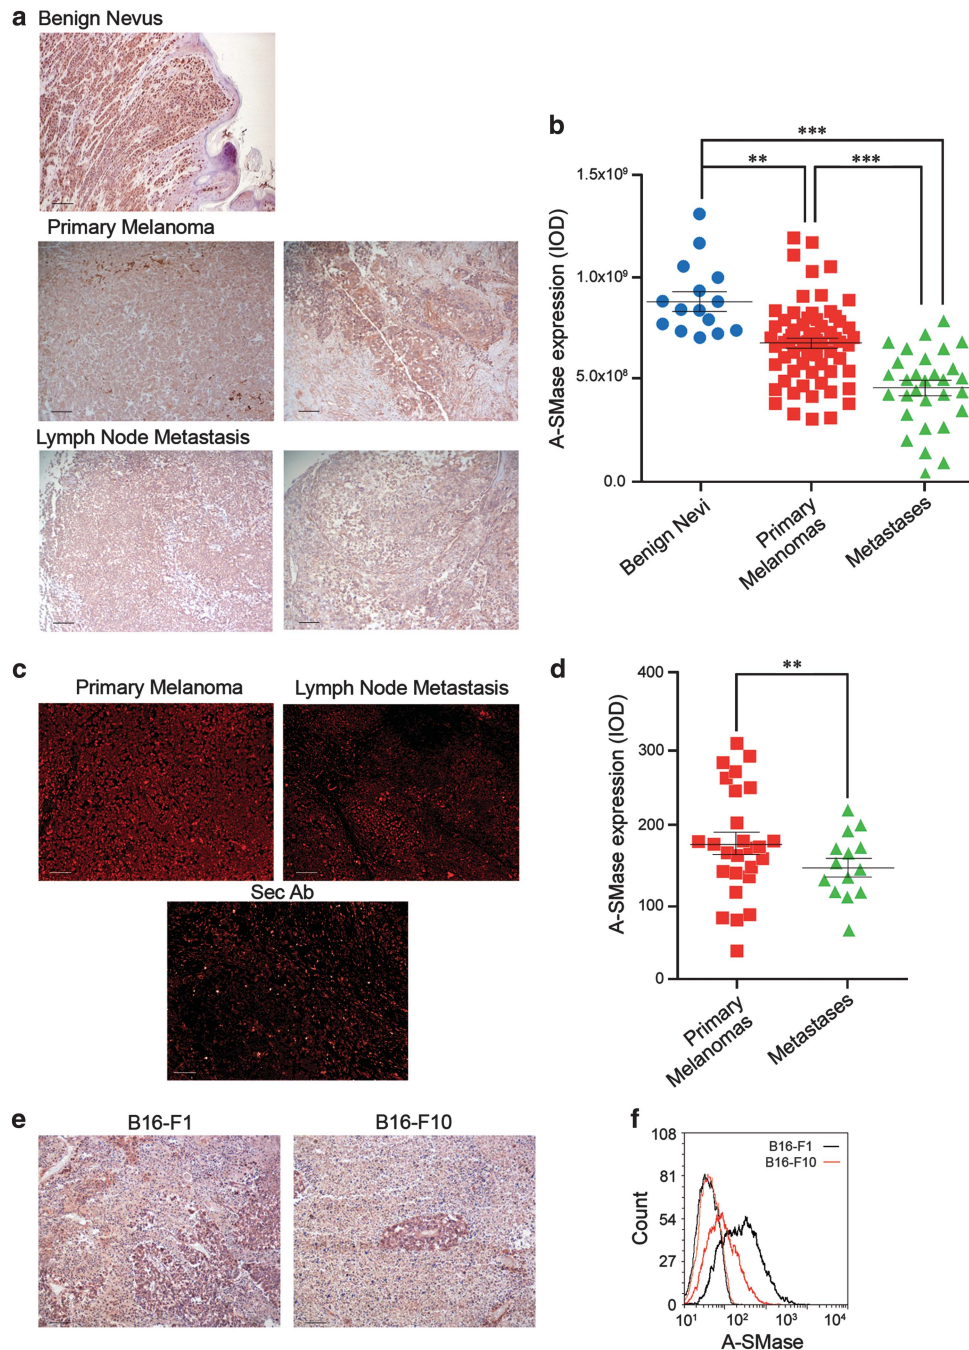 a Benign Nevus
Primary Melanoma
Lymph Node Metastasis
b
*** 
** ***
A-SMase expression (IOD)
1.5x10⁹
1.0x10⁹
5.0x10⁸
0.0
Benign Nevi
Primary
Melanomas
Metastases
c
Primary Melanoma Lymph Node Metastasis
Sec Ab
d
**
A-SMase expression (IOD)
400
300
200
100
0
Primary
Melanomas
Metastases
e
B16-F1 B16-F10
f
Count
108
81
54
27
0
B16-F1
B16-F10
10¹ 10² 10³ 10⁴
A-SMase